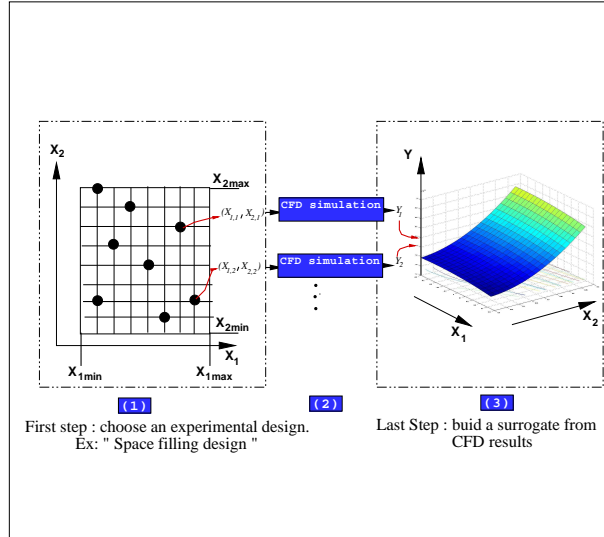 X2
X2max
(X1,1 , X2,1)
(X1,2 , X2,2)
X2min
X1
X1min
X1max
CFD simulation
Y1
CFD simulation
Y2
Y
X1
X2
(1)
(2)
(3)
First step : choose an experimental design.
Ex: " Space filling design "
Last Step : buid a surrogate from
CFD results